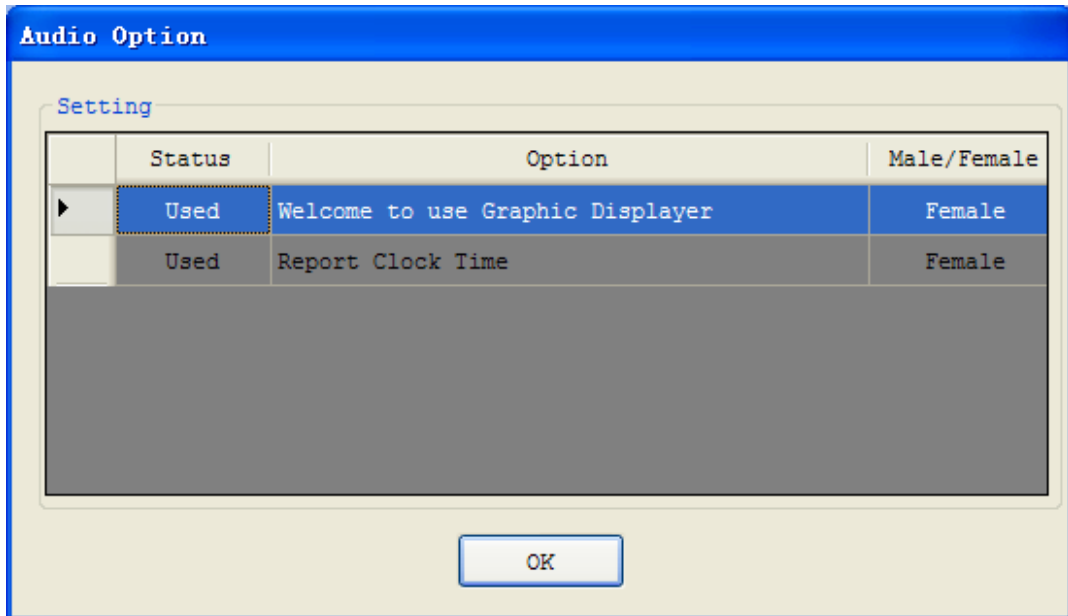 Audio Option
Setting
Status Option Male/Female
Used Welcome to use Graphic Displayer Female
Used Report Clock Time Female
OK